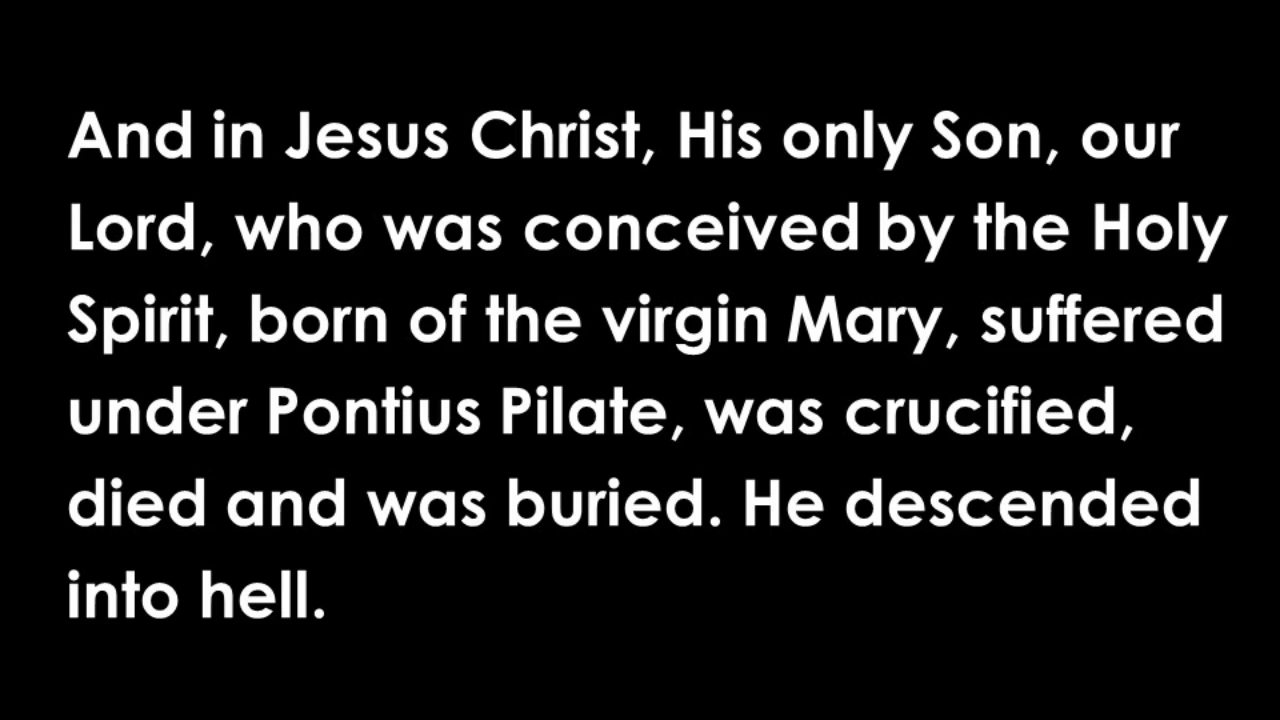 And in Jesus Christ, His only Son, our
Lord, who was conceived by the Holy
Spirit, born of the virgin Mary, suffered
under Pontius Pilate, was crucified,
died and was buried. He descended
into hell.